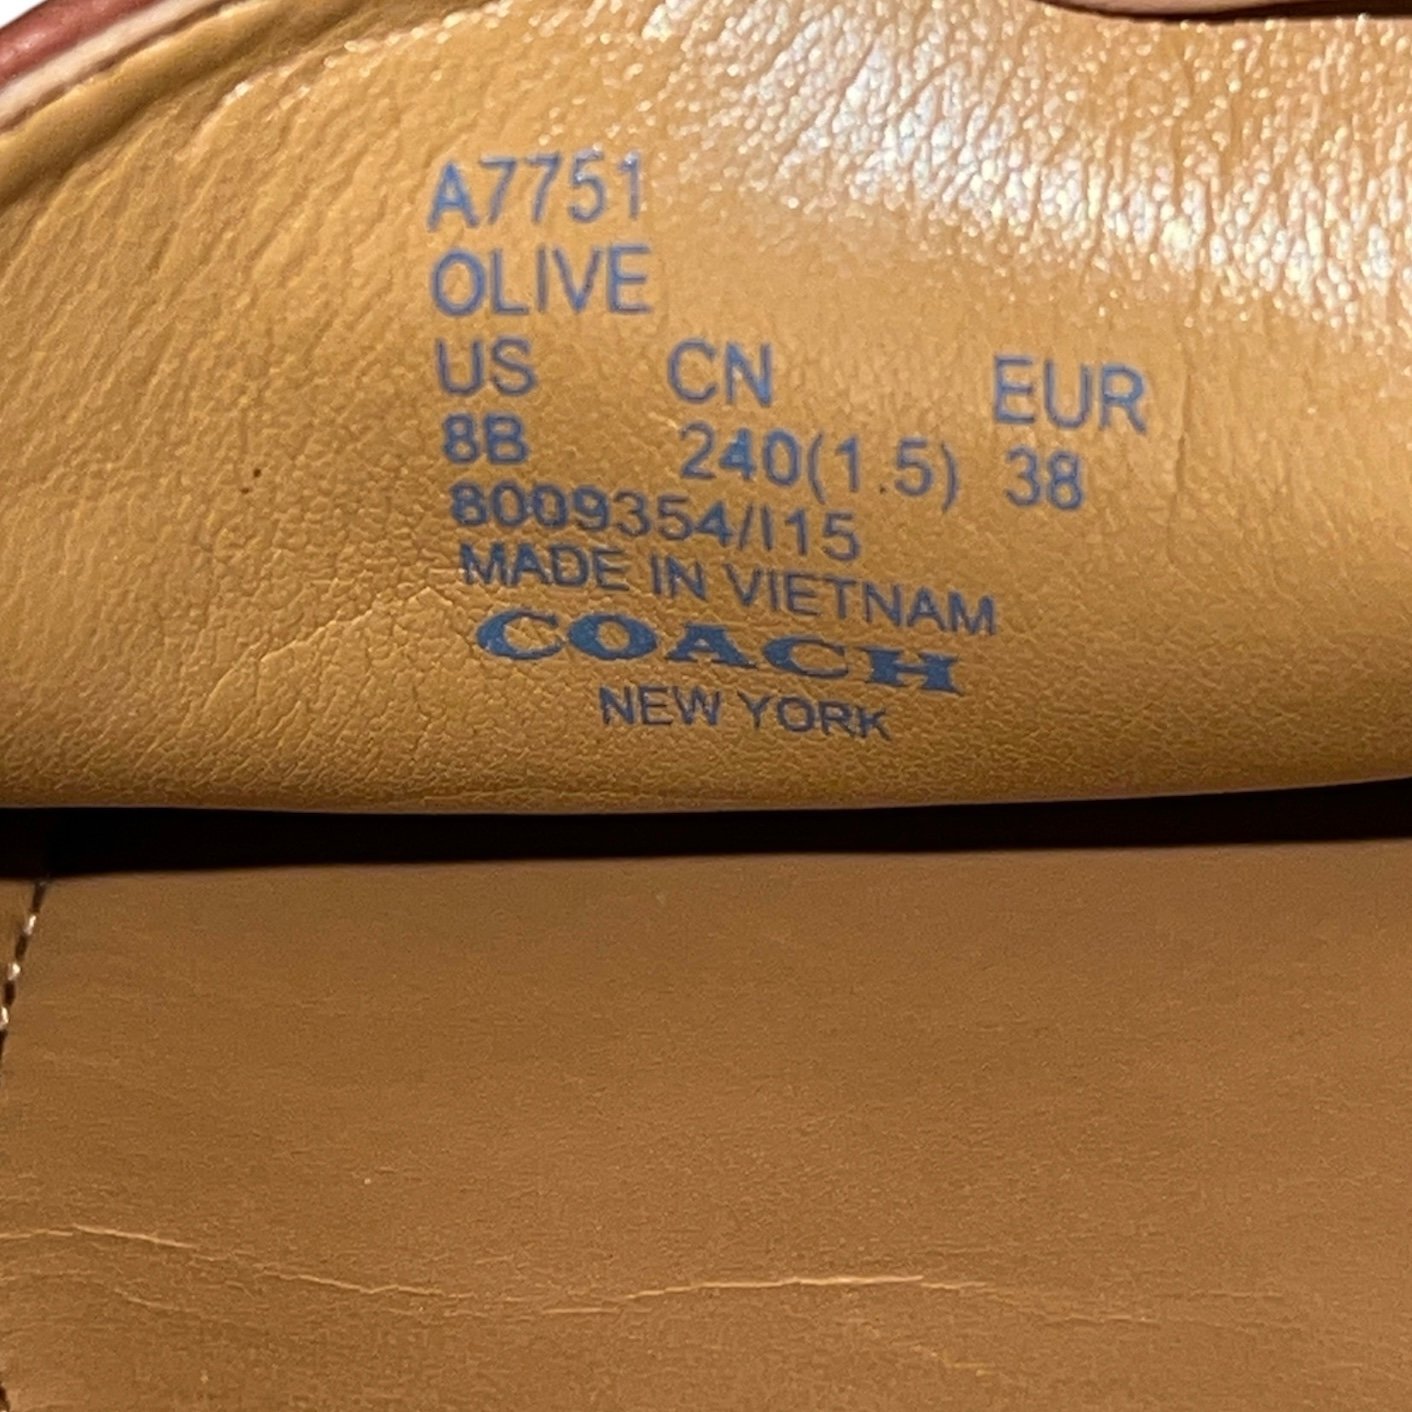 A7751
OLIVE
US CN EUR
8B 240(1.5) 38
8009354/I15
MADE IN VIETNAM
COACH
NEW YORK